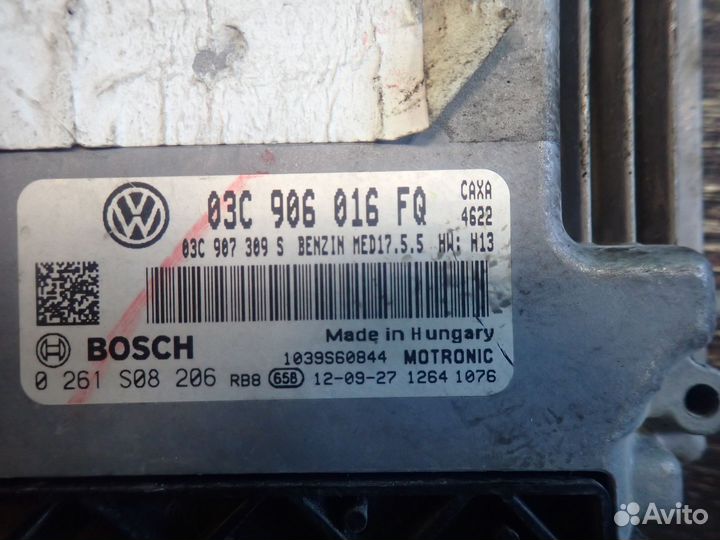 03C 906 016 FQ
CAXA
4622
03C 907 309 S BENZIN MED17.5.5 HW: H13
Made in Hungary
BOSCH
1039S60844 MOTRONIC
0 261 S08 206 RB8 658 12-09-27 1264 1076
Avito